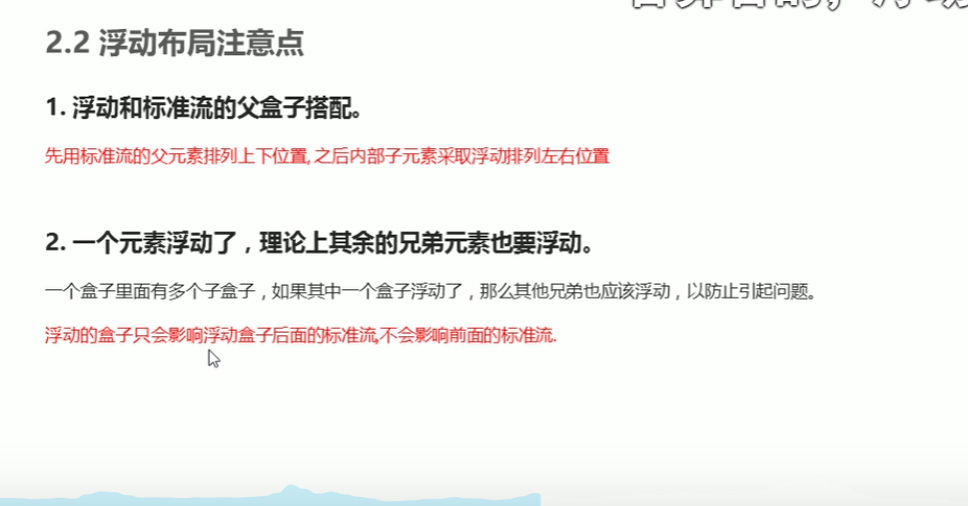 2.2 浮动布局注意点
1. 浮动和标准流的父盒子搭配。
先用标准流的父元素排列上下位置, 之后内部子元素采取浮动排列左右位置
2. 一个元素浮动了，理论上其余的兄弟元素也要浮动。
一个盒子里面有多个子盒子，如果其中一个盒子浮动了，那么其他兄弟也应该浮动，以防止引起问题。
浮动的盒子只会影响浮动盒子后面的标准流,不会影响前面的标准流.